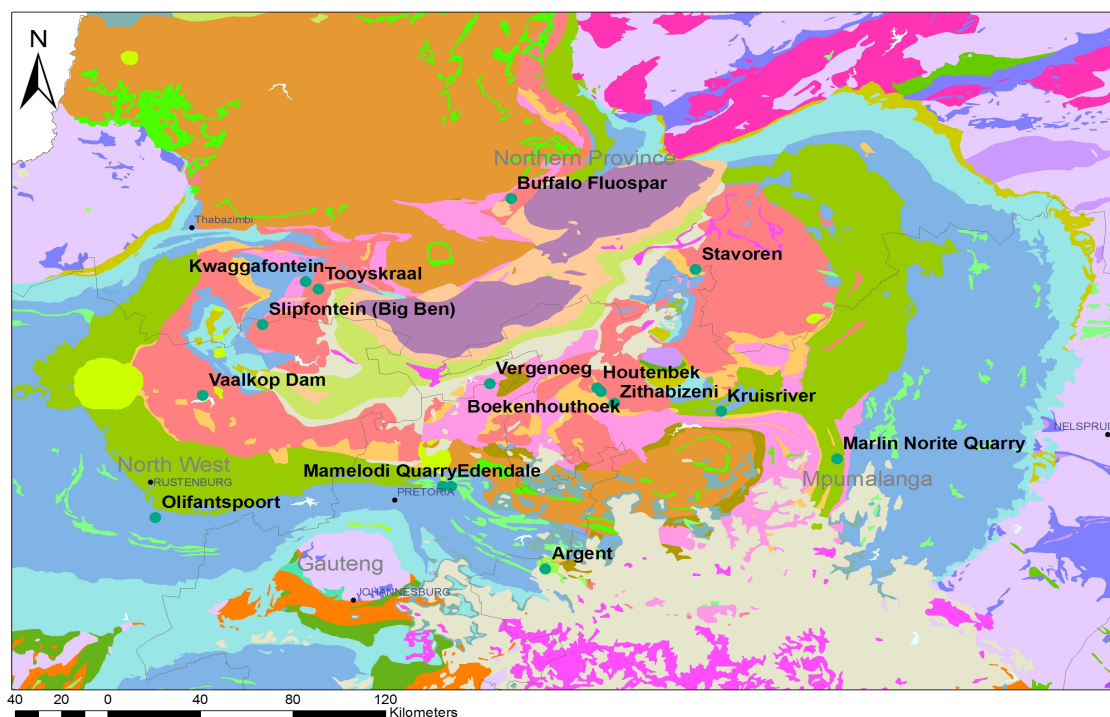 N
Northern Province
Buffalo Fluospar
Thabazimbi
Stavoren
Kwaggafontein
Tooyskraal
Slipfontein (Big Ben)
Vergenoeg
Houtenbek
Vaalkop Dam
Zithabizeni
Kruisriver
Boekenhouthoek
NELSPRUI
Marlin Norite Quarry
North West
Mamelodi Quarry
Edendale
Mpumalanga
RUSTENBURG
PRETORIA
Olifantspoort
Argent
Gauteng
JOHANNESBURG
40 20 0 40 80 120
Kilometers